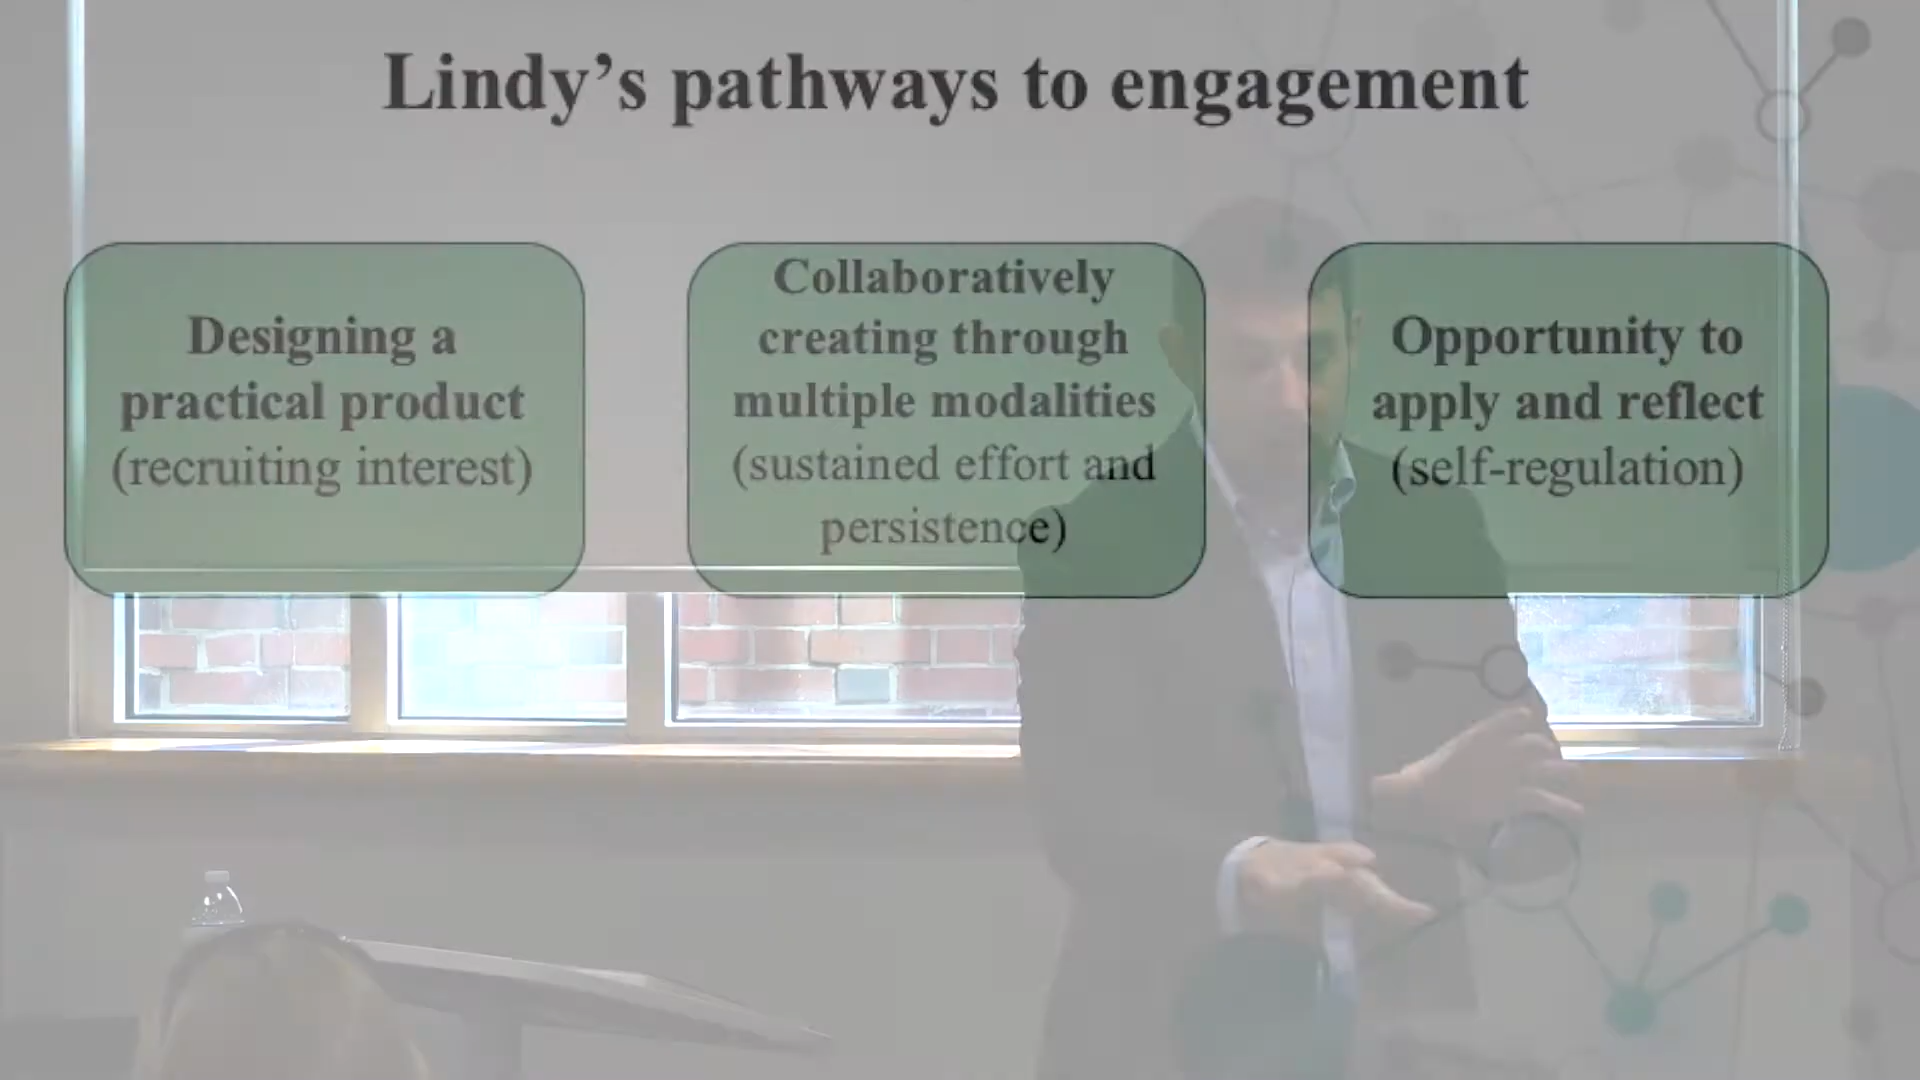 Lindy’s pathways to engagement
Designing a
practical product
(recruiting interest)
Collaboratively
creating through
multiple modalities
(sustained effort and
persistence)
Opportunity to
apply and reflect
(self-regulation)